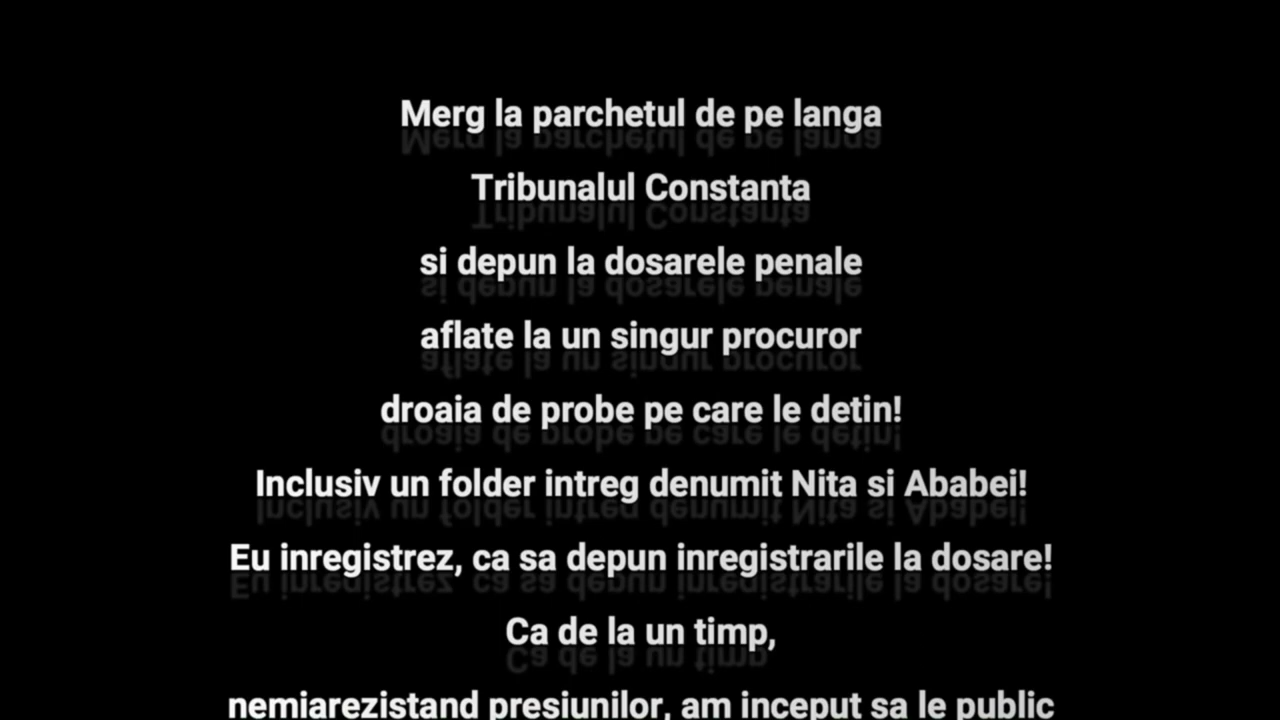 Merg la parchetul de pe langa
Tribunalul Constanta
si depun la dosarele penale
aflate la un singur procuror
droaia de probe pe care le detin!
Inclusiv un folder intreg denumit Nita si Ababei!
Eu inregistrez, ca sa depun inregistrarile la dosare!
Ca de la un timp,
nemiarezistand presiunilor, am inceput sa le public